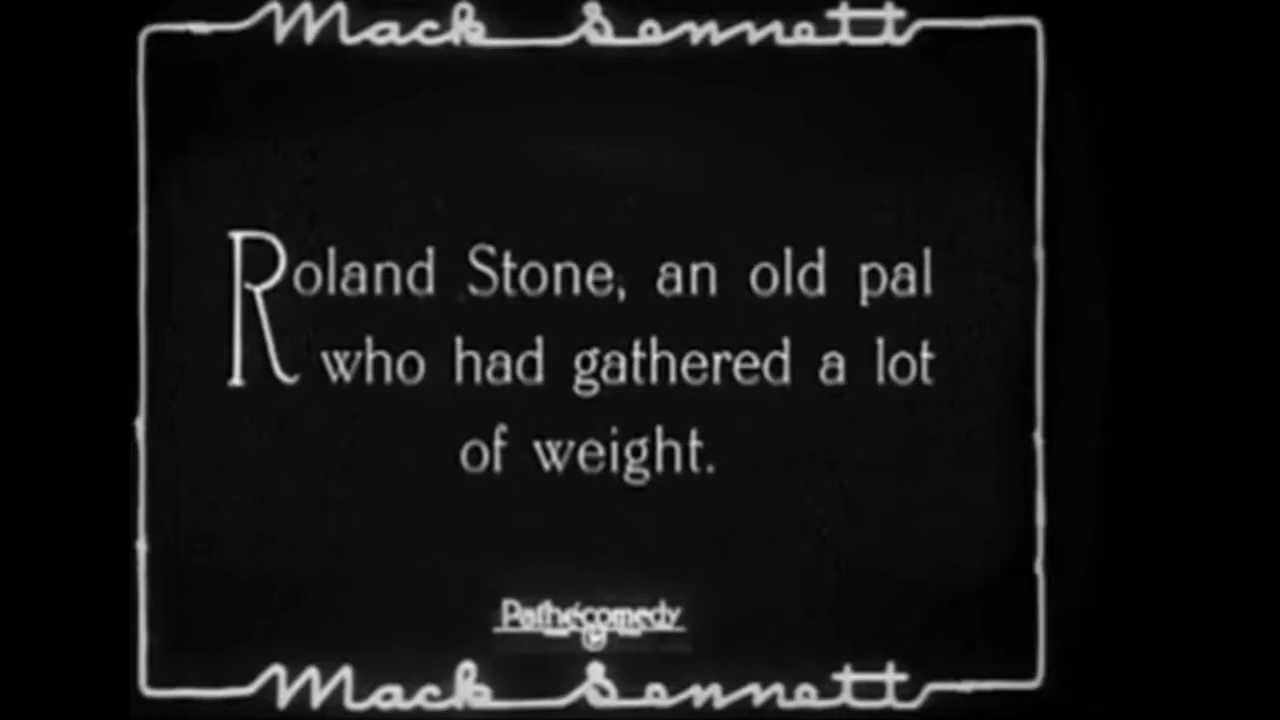 Mack Sennett
Roland Stone, an old pal
who had gathered a lot
of weight.
Pathécomedy
Mack Sennett